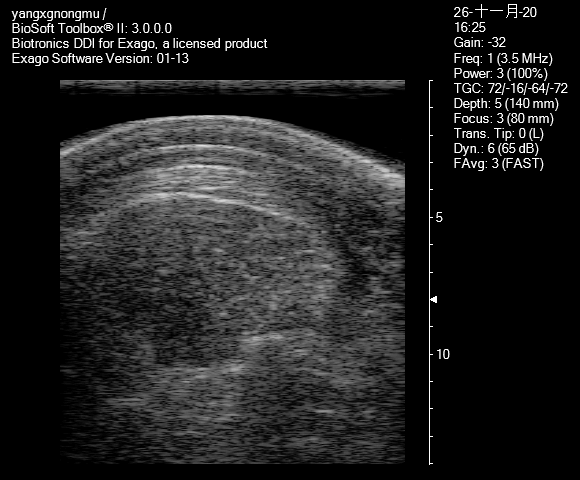 yangxgnongmu /
BioSoft Toolbox® II: 3.0.0.0
Biotronics DDI for Exago, a licensed product
Exago Software Version: 01-13
26-十一月-20
16:25
Gain: -32
Freq: 1 (3.5 MHz)
Power: 3 (100%)
TGC: 72/-16/-64/-72
Depth: 5 (140 mm)
Focus: 3 (80 mm)
Trans. Tip: 0 (L)
Dyn.: 6 (65 dB)
FAvg: 3 (FAST)
5
10